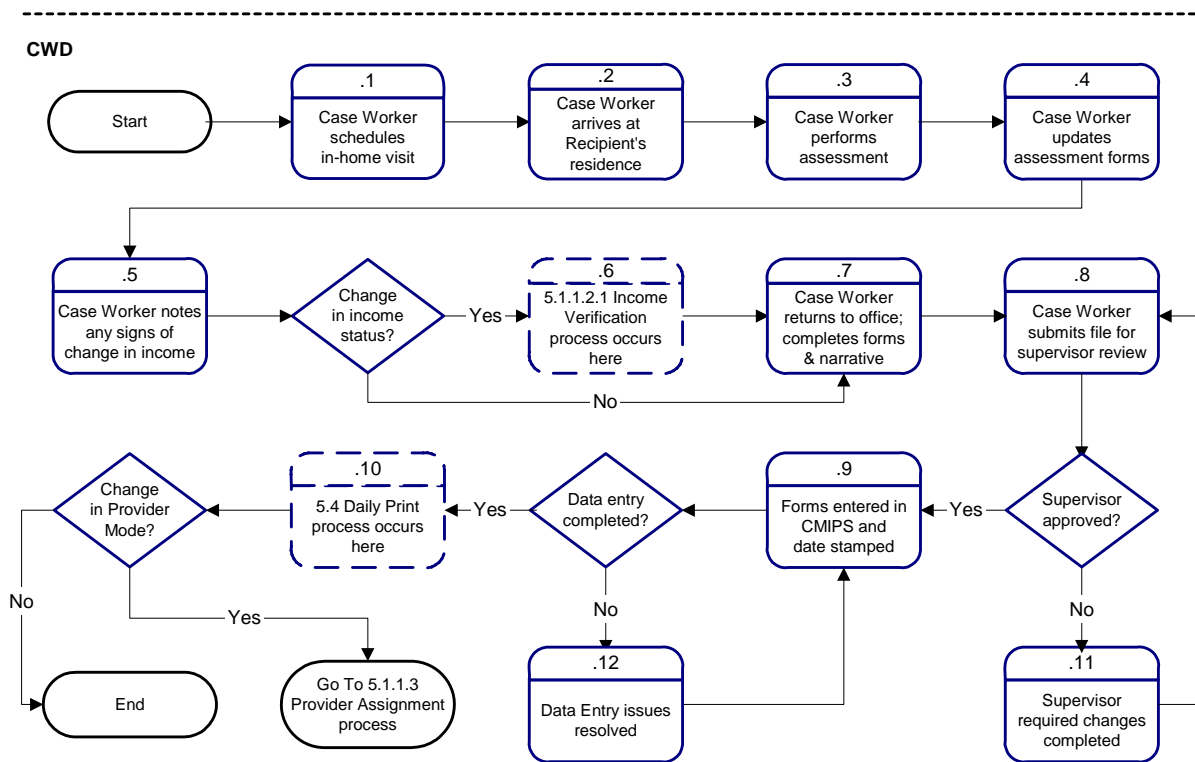 CWD
Start
.1
Case Worker
schedules
in-home visit
.2
Case Worker
arrives at
Recipient's
residence
.3
Case Worker
performs
assessment
.4
Case Worker
updates
assessment forms
.5
Case Worker notes
any signs of
change in income
Change
in income
status?
Yes
No
.6
5.1.1.2.1 Income
Verification
process occurs
here
.7
Case Worker
returns to office;
completes forms
& narrative
.8
Case Worker
submits file for
supervisor review
Supervisor
approved?
Yes
No
.9
Forms entered in
CMIPS and
date stamped
Data entry
completed?
Yes
No
.10
5.4 Daily Print
process occurs
here
Change
in Provider
Mode?
No
Yes
End
Go To 5.1.1.3
Provider Assignment
process
.12
Data Entry issues
resolved
.11
Supervisor
required changes
completed